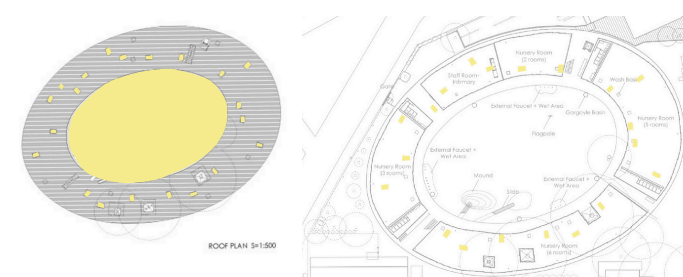 ROOF PLAN S=1:500
Nursery Room
(2 rooms)
Staff Room
Infirmary
Wash Basin
Gate
External Faucet +
Wet Area
Gargoyle Basin
Nursery Room
(5 rooms)
Flagpole
External Faucet +
Wet Area
Nursery Room
(3 rooms)
Mound
External Faucet +
Wet Area
Slide
Nursery Room
(4 rooms)